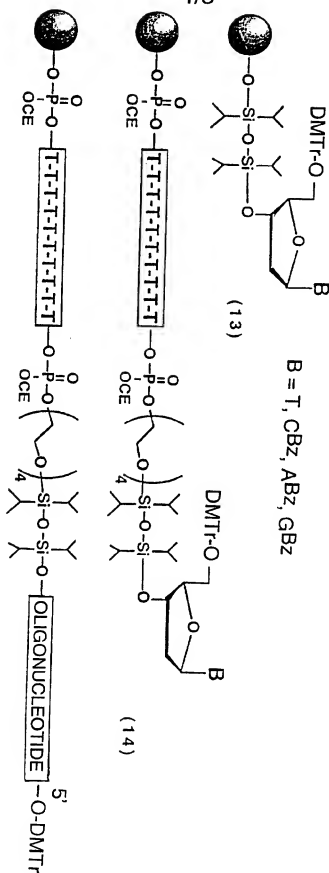 DMTr-O
O
B
O-Si-O-Si-O
(13)
B = T, CBz, ABz, GBz
DMTr-O
O
B
O
O-P-O-T-T-T-T-T-T-T-T-T-T-O-P-O
OCE
O
OCE
O
4
Si-O-Si-O
(14)
O
O-P-O-T-T-T-T-T-T-T-T-T-T-O-P-O
OCE
O
OCE
O
4
Si-O-Si-O
OLIGONUCLEOTIDE
5'
-O-DMTr